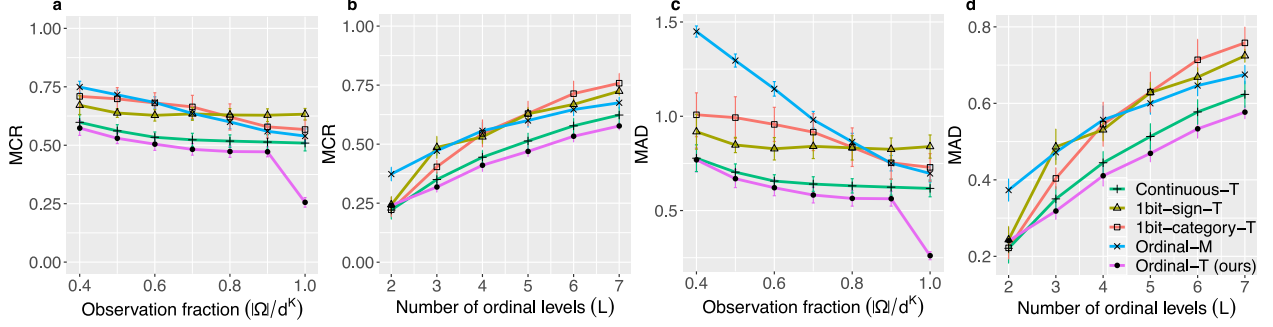 a
MCR
1.00
0.75
0.50
0.25
0.00
0.4 0.6 0.8 1.0
Observation fraction (|Ω|/d^K)
b
MCR
1.00
0.75
0.50
0.25
0.00
2 3 4 5 6 7
Number of ordinal levels (L)
c
MAD
1.5
1.0
0.5
0.4 0.6 0.8 1.0
Observation fraction (|Ω|/d^K)
d
MAD
0.8
0.6
0.4
0.2
2 3 4 5 6 7
Number of ordinal levels (L)
Continuous−T
1bit−sign−T
1bit−category−T
Ordinal−M
Ordinal−T (ours)